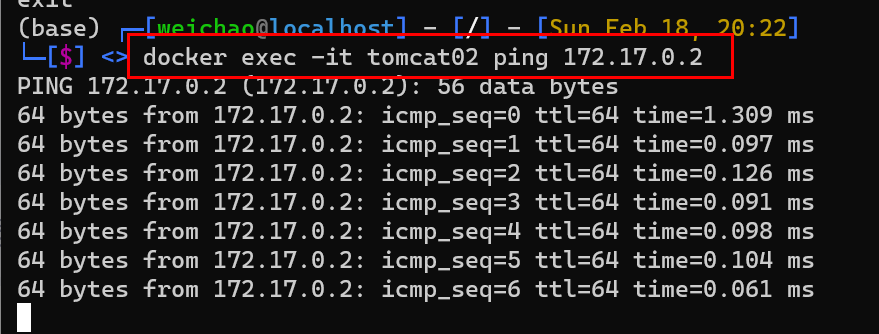 exit
(base) ┌─[weichao@localhost] - [/] - [Sun Feb 18, 20:22]
└─[$] <> docker exec -it tomcat02 ping 172.17.0.2
PING 172.17.0.2 (172.17.0.2): 56 data bytes
64 bytes from 172.17.0.2: icmp_seq=0 ttl=64 time=1.309 ms
64 bytes from 172.17.0.2: icmp_seq=1 ttl=64 time=0.097 ms
64 bytes from 172.17.0.2: icmp_seq=2 ttl=64 time=0.126 ms
64 bytes from 172.17.0.2: icmp_seq=3 ttl=64 time=0.091 ms
64 bytes from 172.17.0.2: icmp_seq=4 ttl=64 time=0.098 ms
64 bytes from 172.17.0.2: icmp_seq=5 ttl=64 time=0.104 ms
64 bytes from 172.17.0.2: icmp_seq=6 ttl=64 time=0.061 ms